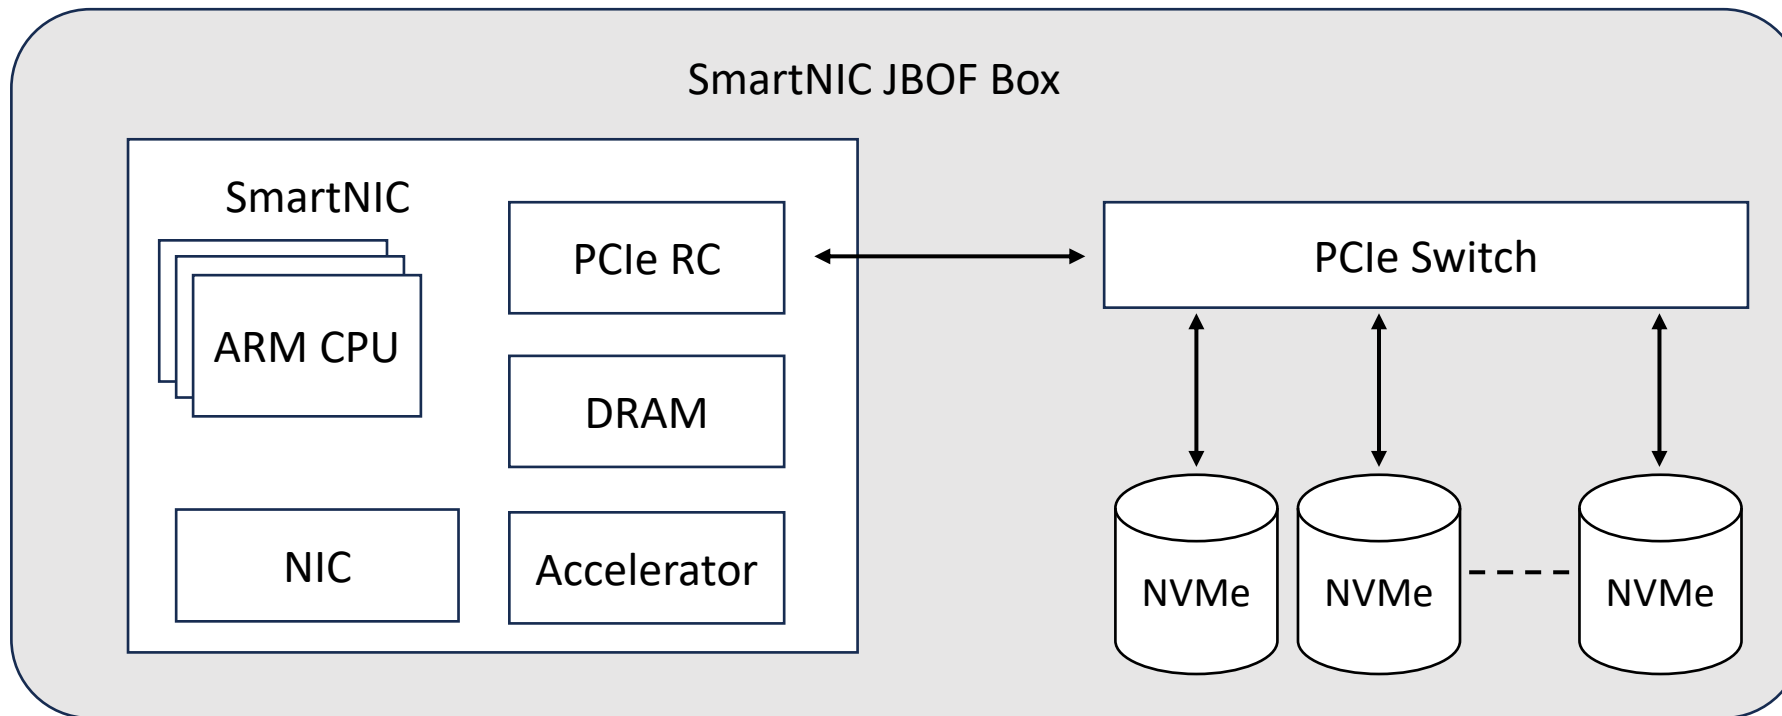 SmartNIC JBOF Box
SmartNIC
ARM CPU
NIC
PCIe RC
DRAM
Accelerator
PCIe Switch
NVMe
NVMe
NVMe